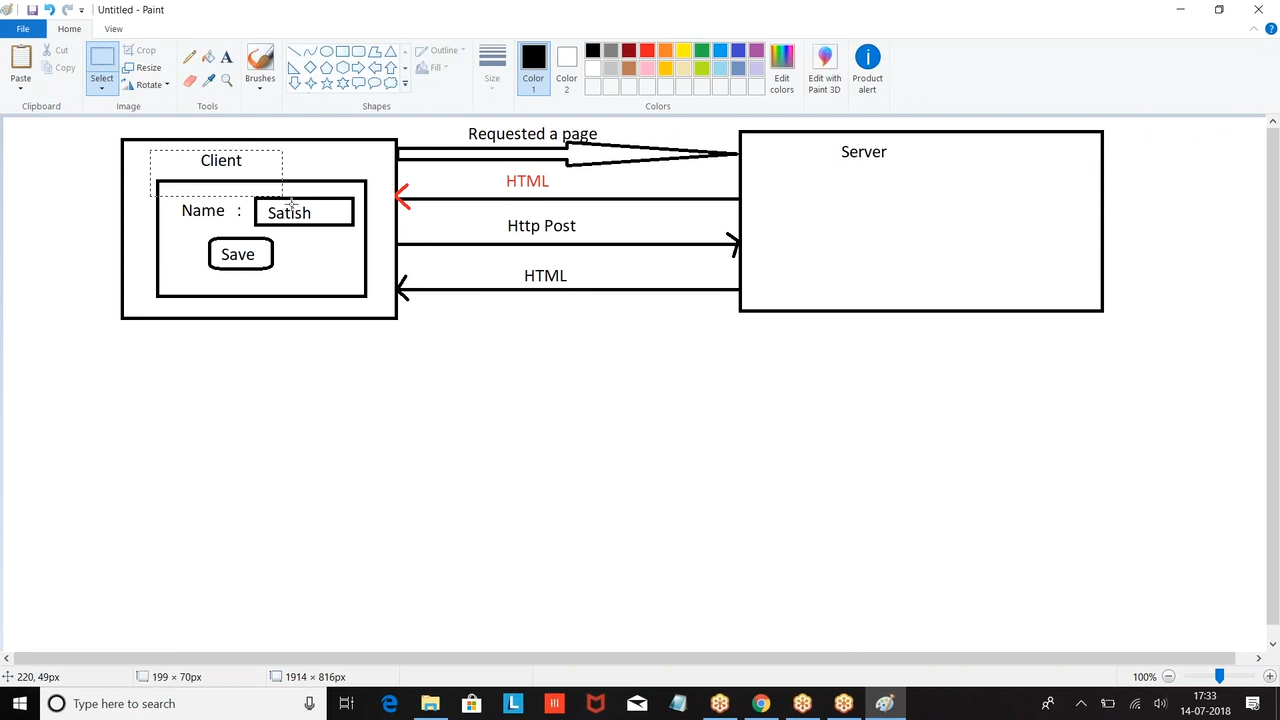 Untitled - Paint
File
Home
View
Paste
Cut
Copy
Clipboard
Select
Crop
Resize
Rotate
Image
Tools
Brushes
Shapes
Outline
Fill
Size
Color 1
Color 2
Edit colors
Colors
Edit with Paint 3D
Product alert
Client
Name :
Satish
Save
Requested a page
HTML
Http Post
HTML
Server
220, 49px
199 × 70px
1914 × 816px
100%
Type here to search
17:33
14-07-2018